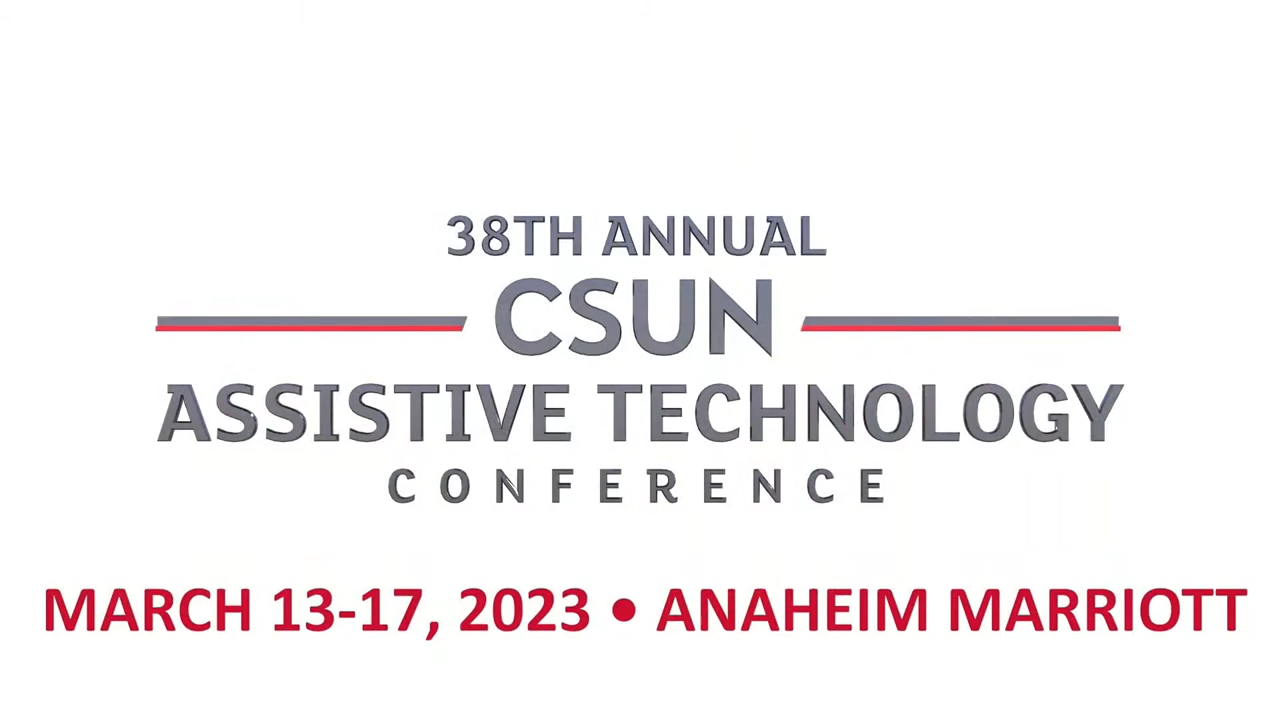 38TH ANNUAL
CSUN
ASSISTIVE TECHNOLOGY
CONFERENCE
MARCH 13-17, 2023 • ANAHEIM MARRIOTT